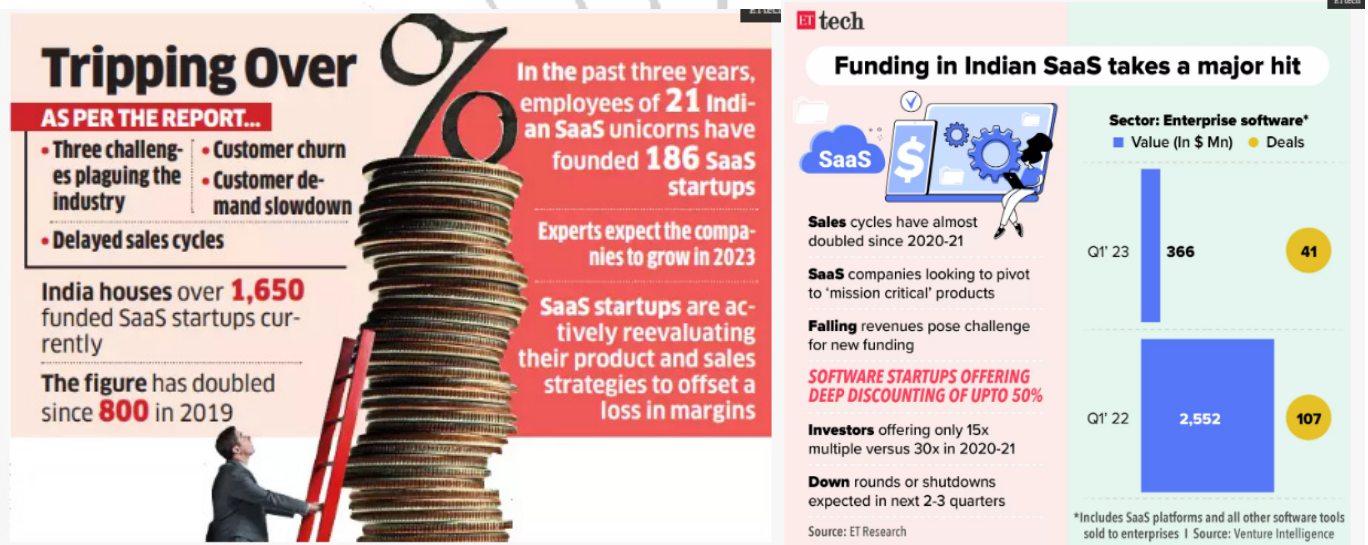 ET tech
Tripping Over
%
AS PER THE REPORT...
• Three challeng-
es plaguing the
industry
• Customer churn
• Customer de-
mand slowdown
• Delayed sales cycles
India houses over 1,650
funded SaaS startups cur-
rently
The figure has doubled
since 800 in 2019
In the past three years,
employees of 21 Indi-
an SaaS unicorns have
founded 186 SaaS
startups
Experts expect the compa-
nies to grow in 2023
SaaS startups are ac-
tively reevaluating
their product and sales
strategies to offset a
loss in margins
ET tech
ET tech
Funding in Indian SaaS takes a major hit
SaaS
$
Sales cycles have almost
doubled since 2020-21
SaaS companies looking to pivot
to ‘mission critical’ products
Falling revenues pose challenge
for new funding
SOFTWARE STARTUPS OFFERING
DEEP DISCOUNTING OF UPTO 50%
Investors offering only 15x
multiple versus 30x in 2020-21
Down rounds or shutdowns
expected in next 2-3 quarters
Source: ET Research
Sector: Enterprise software*
Value (In $ Mn) Deals
Q1' 23 366 41
Q1' 22 2,552 107
*Includes SaaS platforms and all other software tools
sold to enterprises I Source: Venture Intelligence